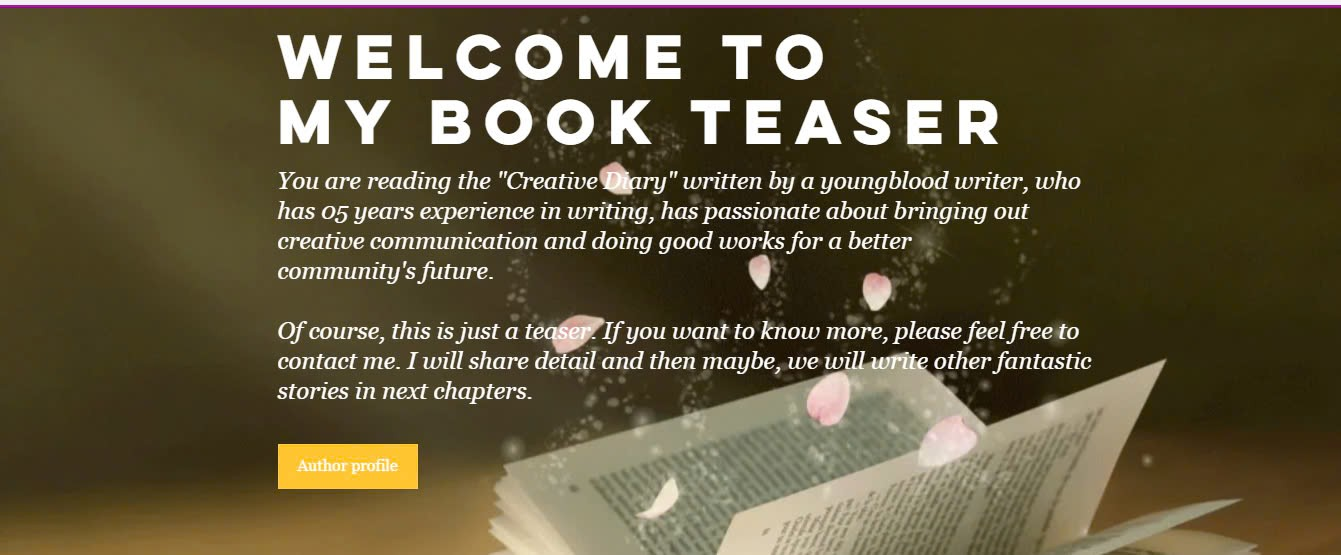 WELCOME TO
MY BOOK TEASER
You are reading the "Creative Diary" written by a youngblood writer, who
has 05 years experience in writing, has passionate about bringing out
creative communication and doing good works for a better
community's future.
Of course, this is just a teaser. If you want to know more, please feel free to
contact me. I will share detail and then maybe, we will write other fantastic
stories in next chapters.
Author profile